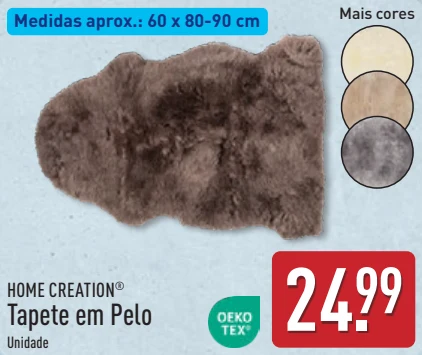 Medidas aprox.: 60 x 80-90 cm
Mais cores
HOME CREATION®
Tapete em Pelo
Unidade
OEKO
TEX®
24.99